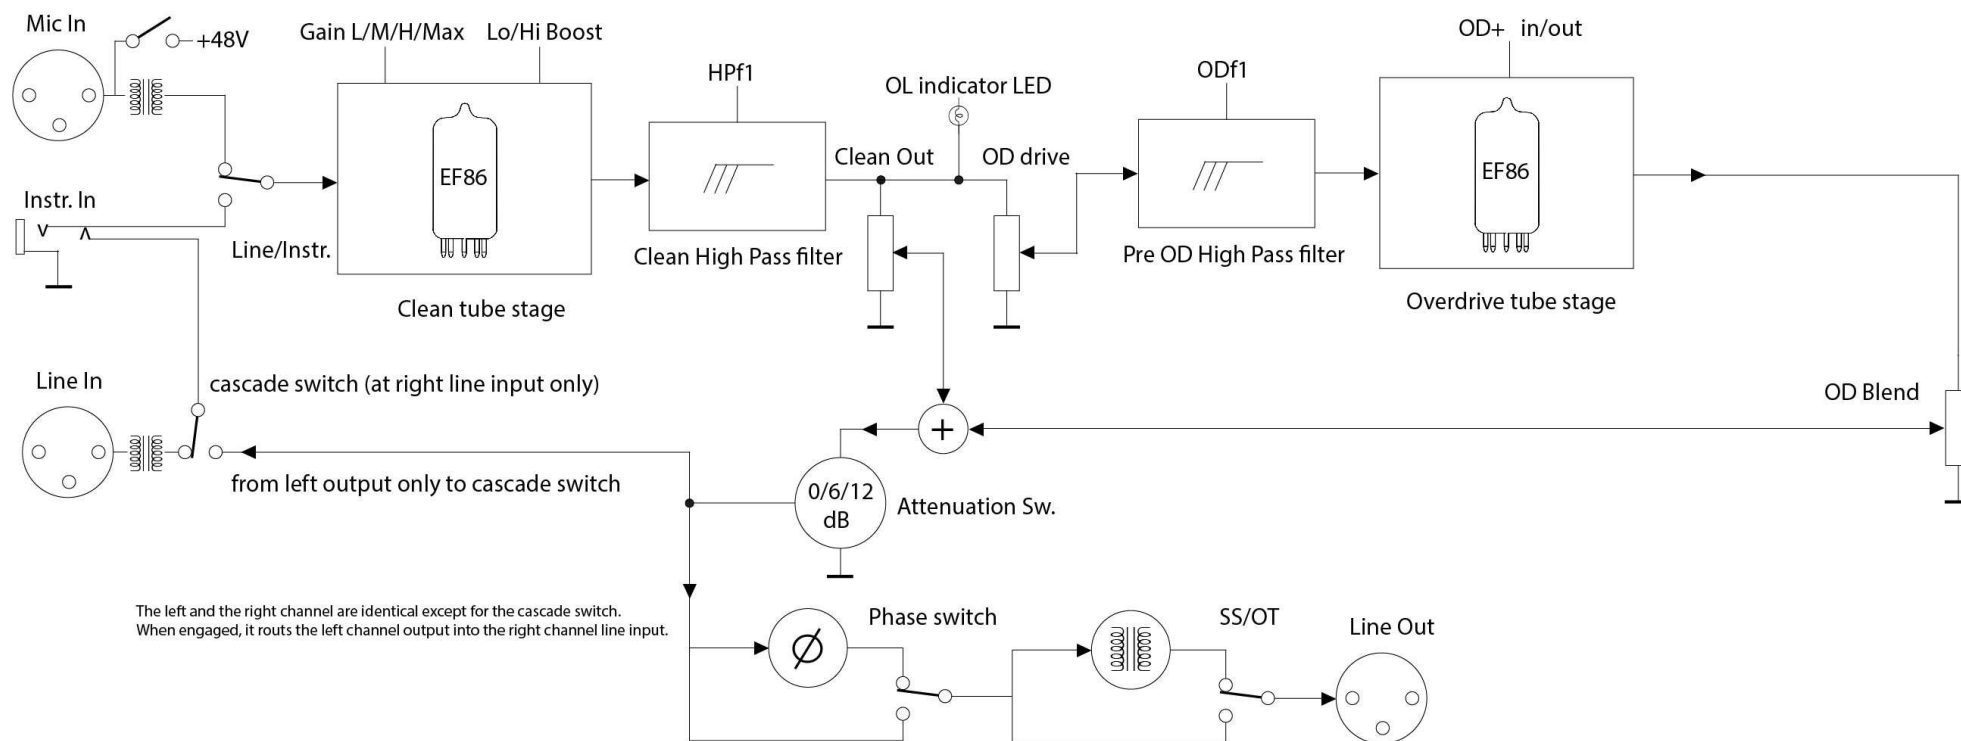 Mic In
+48V
Gain L/M/H/Max
Lo/Hi Boost
HPf1
OL indicator LED
ODf1
OD+ in/out
EF86
Clean Out
OD drive
EF86
Instr. In
Line/Instr.
Clean High Pass filter
Pre OD High Pass filter
Clean tube stage
Overdrive tube stage
Line In
cascade switch (at right line input only)
OD Blend
+
from left output only to cascade switch
0/6/12
dB
Attenuation Sw.
The left and the right channel are identical except for the cascade switch.
When engaged, it routs the left channel output into the right channel line input.
Phase switch
SS/OT
Line Out
Ø